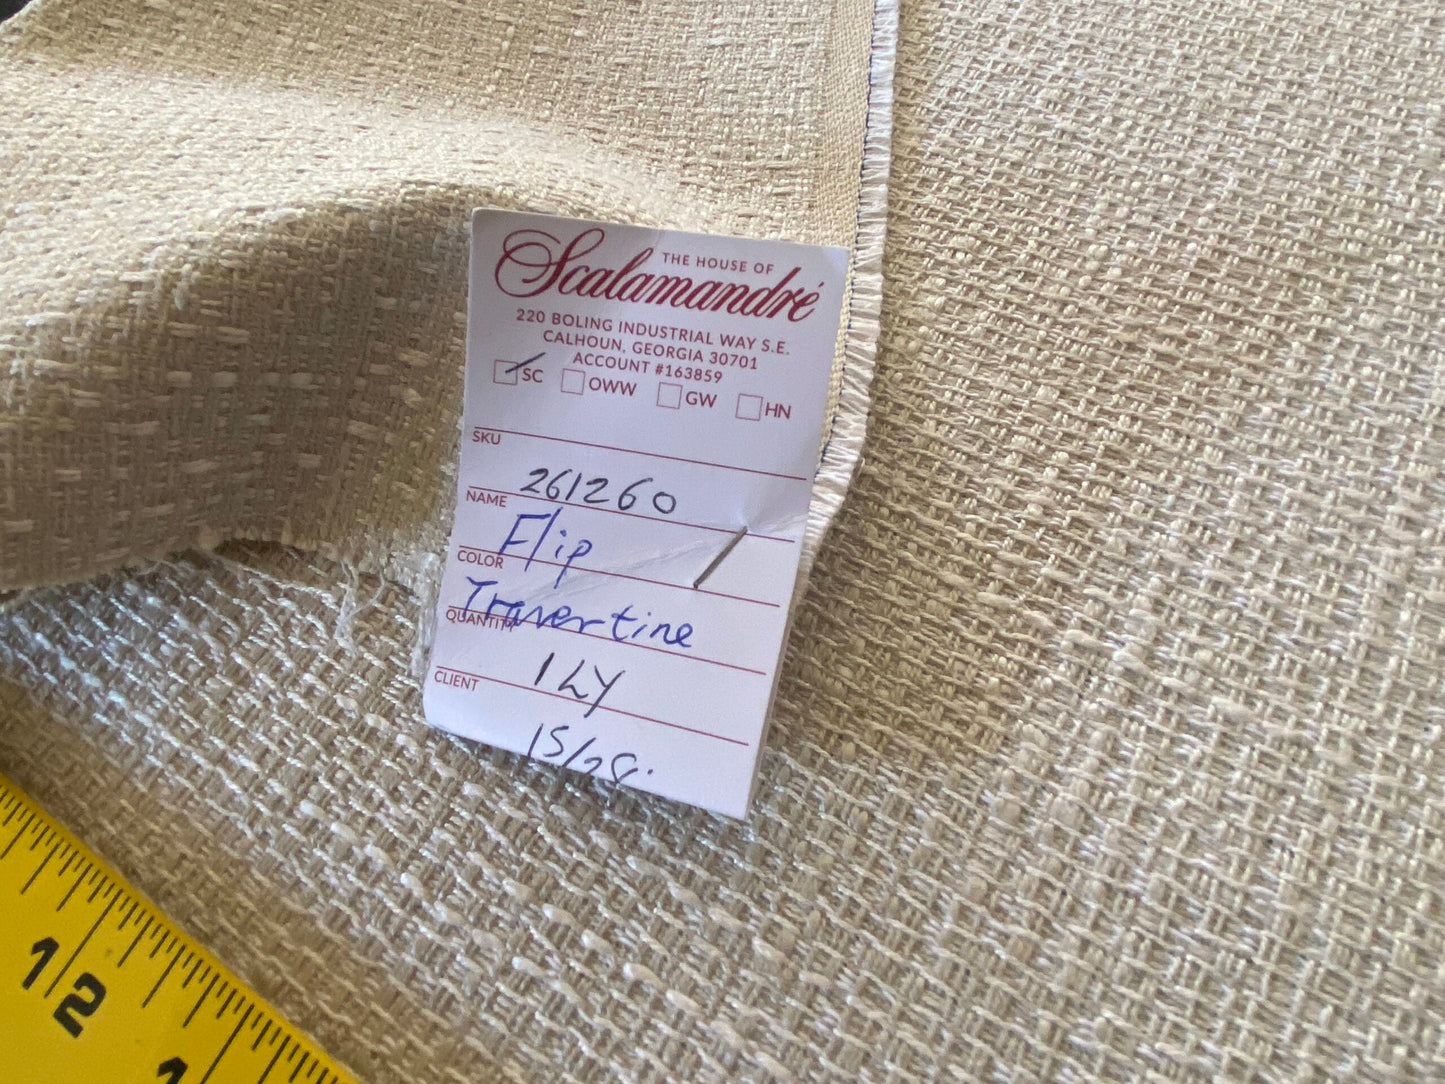 THE HOUSE OF
Scalamandré
220 BOLING INDUSTRIAL WAY S.E.
CALHOUN, GEORGIA 30701
ACCOUNT #163859
SC OWW GW HN
SKU
261260
NAME
Flip
COLOR
Travertine
QUANTITY
1 LY
CLIENT
12
1